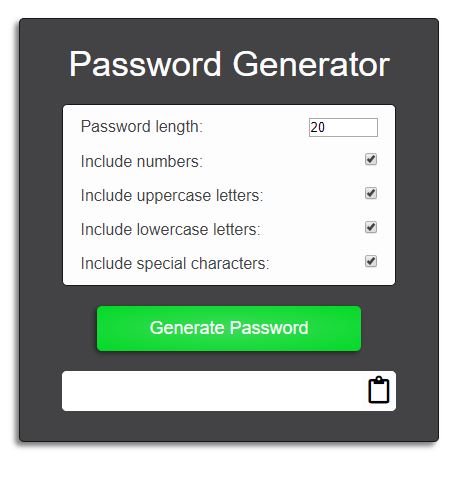 Password Generator
Password length: 20
Include numbers:
Include uppercase letters:
Include lowercase letters:
Include special characters:
Generate Password